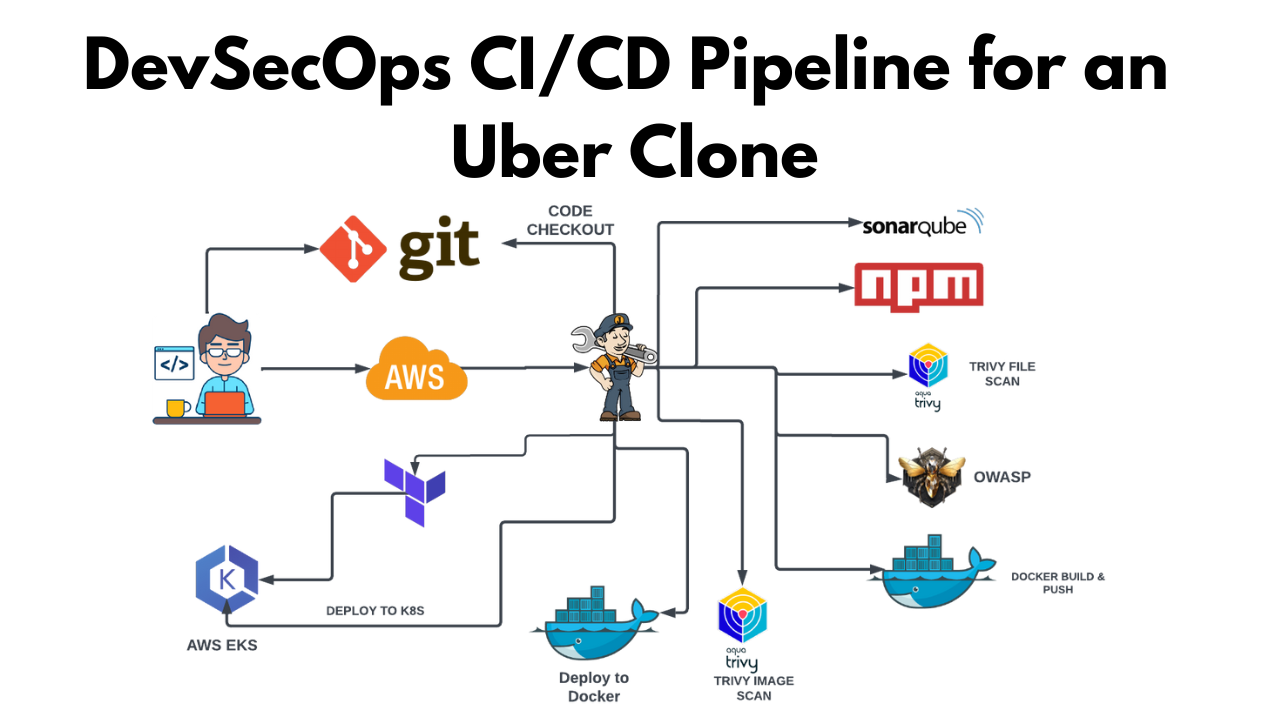 DevSecOps CI/CD Pipeline for an
Uber Clone
CODE
CHECKOUT
git
sonarqube
npm
</>
AWS
TRIVY FILE
SCAN
aqua
trivy
OWASP
K
DEPLOY TO K8S
AWS EKS
DOCKER BUILD &
PUSH
aqua
trivy
TRIVY IMAGE
SCAN
Deploy to
Docker